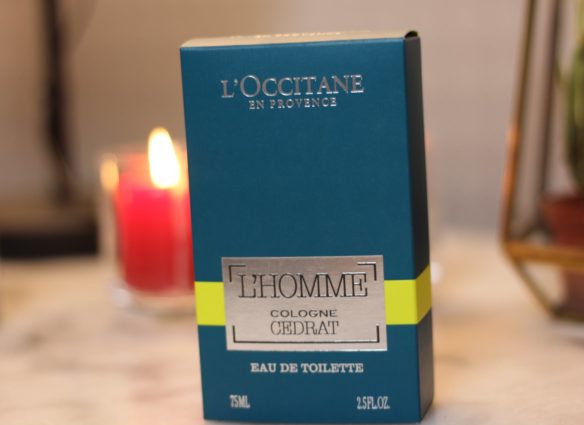 L'OCCITANE
EN PROVENCE
L'HOMME
COLOGNE
CEDRAT
EAU DE TOILETTE
75ML 2.5FL.OZ.